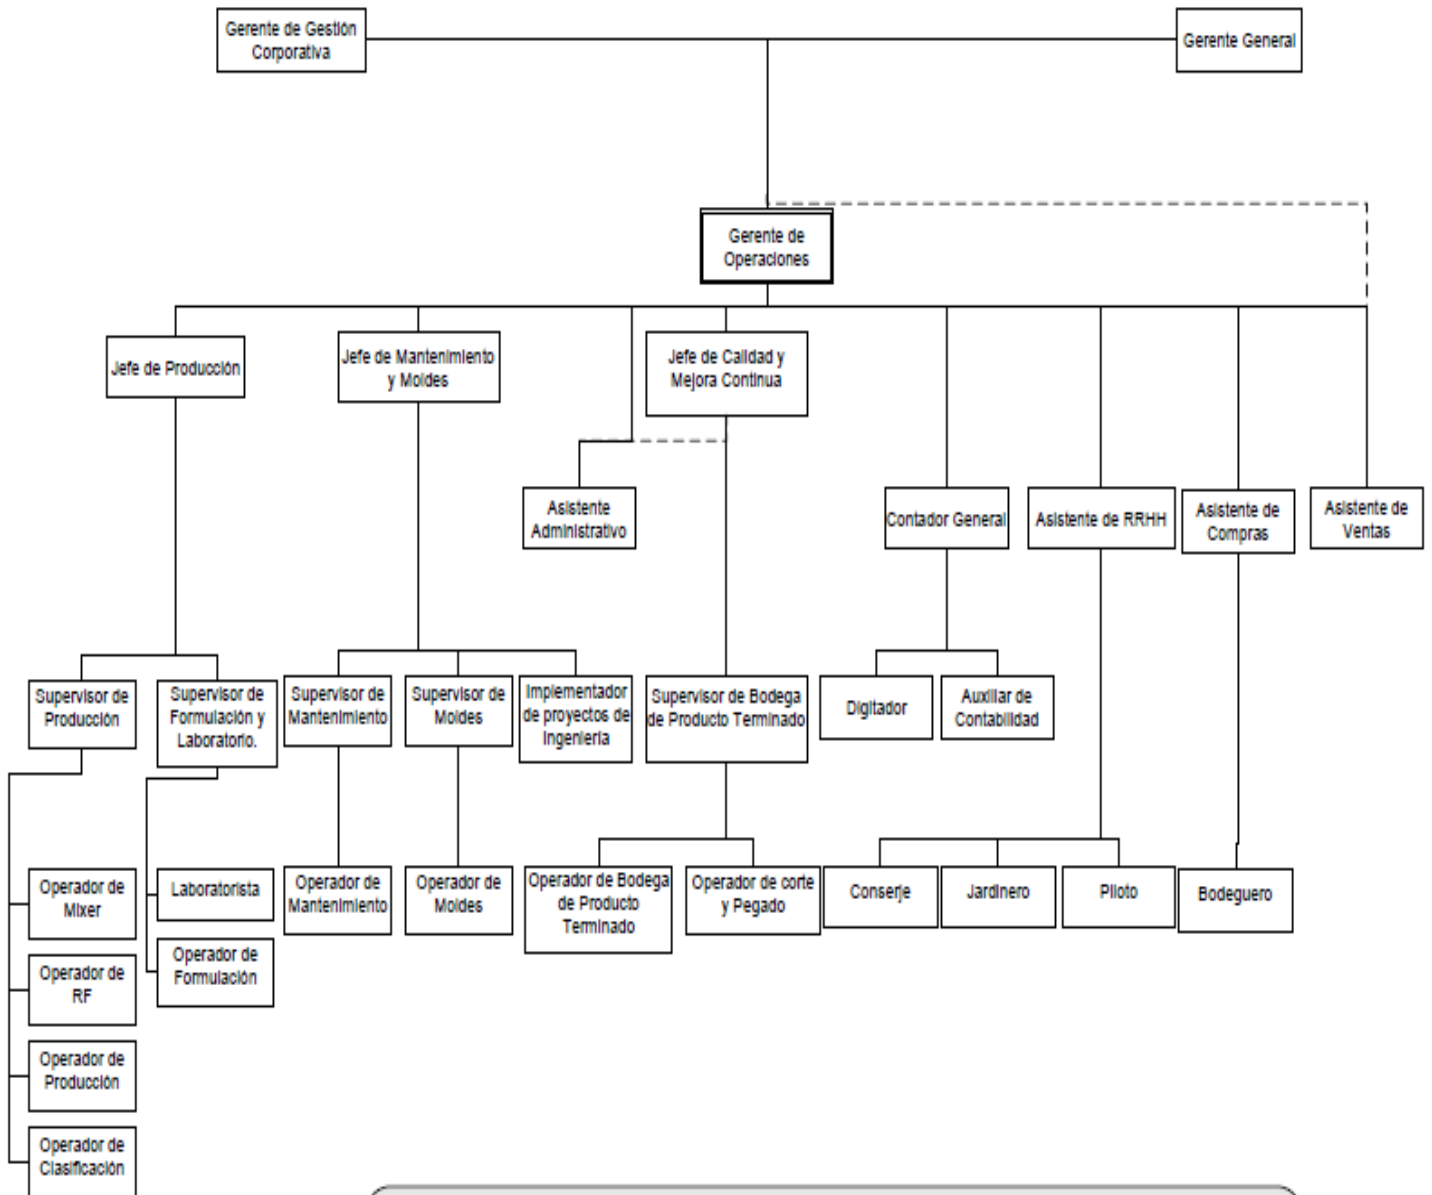 Gerente de Gestión
Corporativa
Gerente General
Gerente de
Operaciones
Jefe de Producción
Jefe de Mantenimiento
y Moldes
Jefe de Calidad y
Mejora Continua
Asistente
Administrativo
Contador General
Asistente de RRHH
Asistente de
Compras
Asistente de
Ventas
Supervisor de
Producción
Supervisor de
Formulación y
Laboratorio.
Supervisor de
Mantenimiento
Supervisor de
Moldes
Implementador
de proyectos de
Ingeniería
Supervisor de Bodega
de Producto Terminado
Digitador
Auxiliar de
Contabilidad
Operador de
Mixer
Laboratorista
Operador de
Mantenimiento
Operador de
Moldes
Operador de Bodega
de Producto
Terminado
Operador de corte
y Pegado
Conserje
Jardinero
Piloto
Bodeguero
Operador de
RF
Operador de
Formulación
Operador de
Producción
Operador de
Clasificación